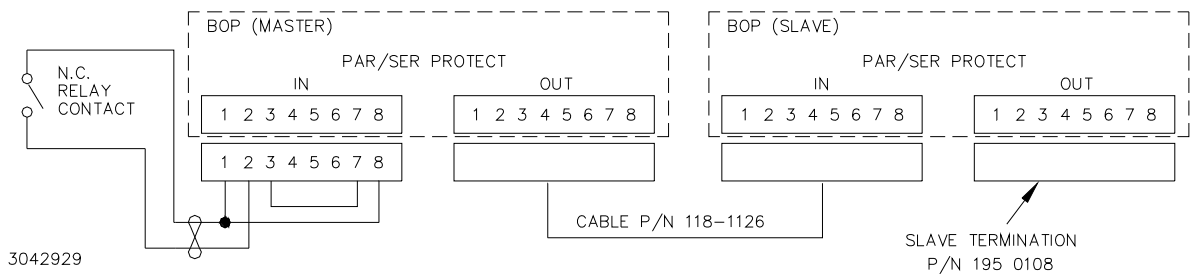 BOP (MASTER)
BOP (SLAVE)
PAR/SER PROTECT
PAR/SER PROTECT
N.C.
RELAY
CONTACT
IN
OUT
IN
OUT
1 2 3 4 5 6 7 8
1 2 3 4 5 6 7 8
1 2 3 4 5 6 7 8
1 2 3 4 5 6 7 8
1 2 3 4 5 6 7 8
CABLE P/N 118-1126
SLAVE TERMINATION
P/N 195 0108
3042929